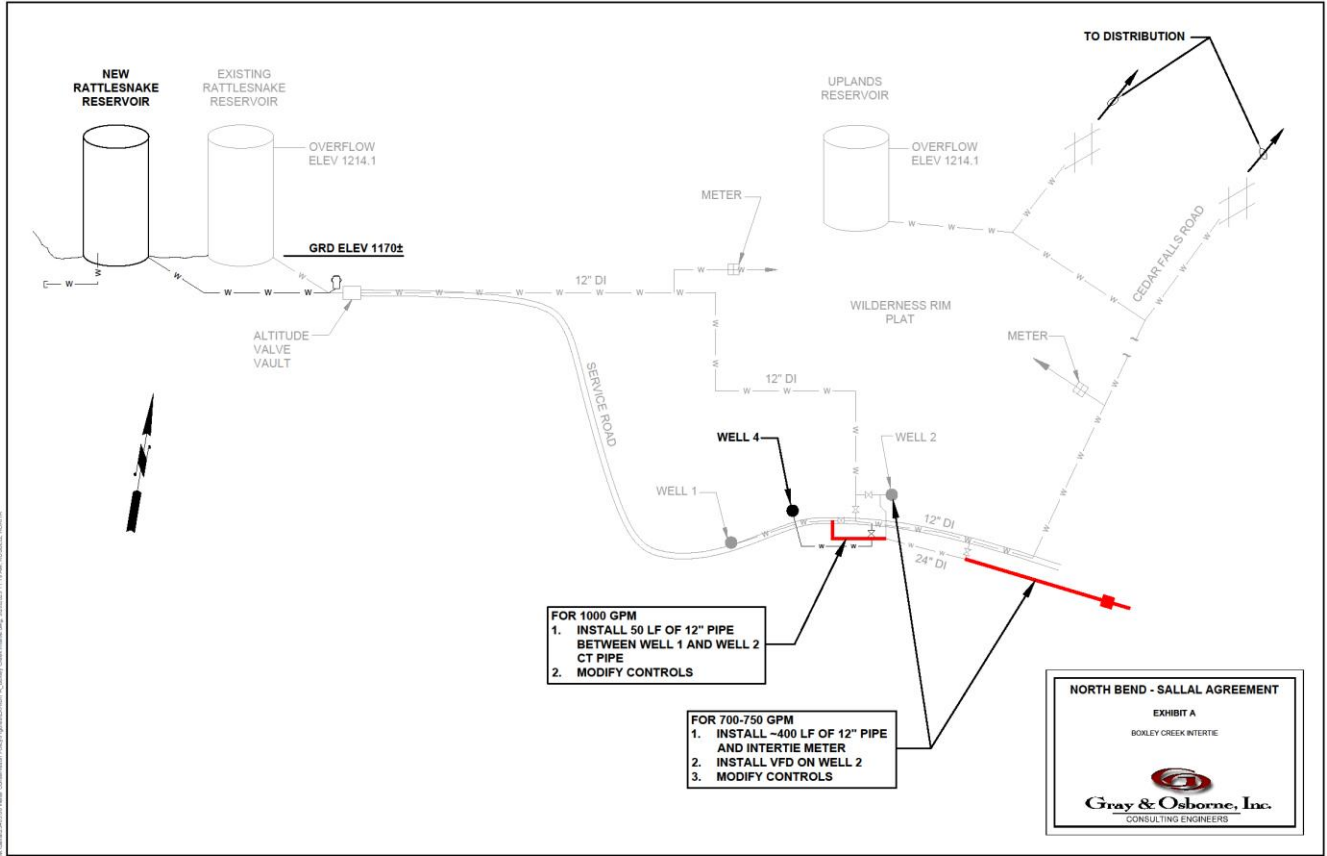 TO DISTRIBUTION
NEW
RATTLESNAKE
RESERVOIR
EXISTING
RATTLESNAKE
RESERVOIR
OVERFLOW
ELEV 1214.1
UPLANDS
RESERVOIR
OVERFLOW
ELEV 1214.1
METER
GRD ELEV 1170±
12" DI
ALTITUDE
VALVE
VAULT
WILDERNESS RIM
PLAT
CEDAR FALLS ROAD
METER
SERVICE ROAD
12" DI
WELL 4
WELL 2
WELL 1
12" DI
24" DI
FOR 1000 GPM
1. INSTALL 50 LF OF 12" PIPE
BETWEEN WELL 1 AND WELL 2
CT PIPE
2. MODIFY CONTROLS
FOR 700-750 GPM
1. INSTALL ~400 LF OF 12" PIPE
AND INTERTIE METER
2. INSTALL VFD ON WELL 2
3. MODIFY CONTROLS
NORTH BEND - SALLAL AGREEMENT
EXHIBIT A
BOXLEY CREEK INTERTIE
Gray & Osborne, Inc.
CONSULTING ENGINEERS